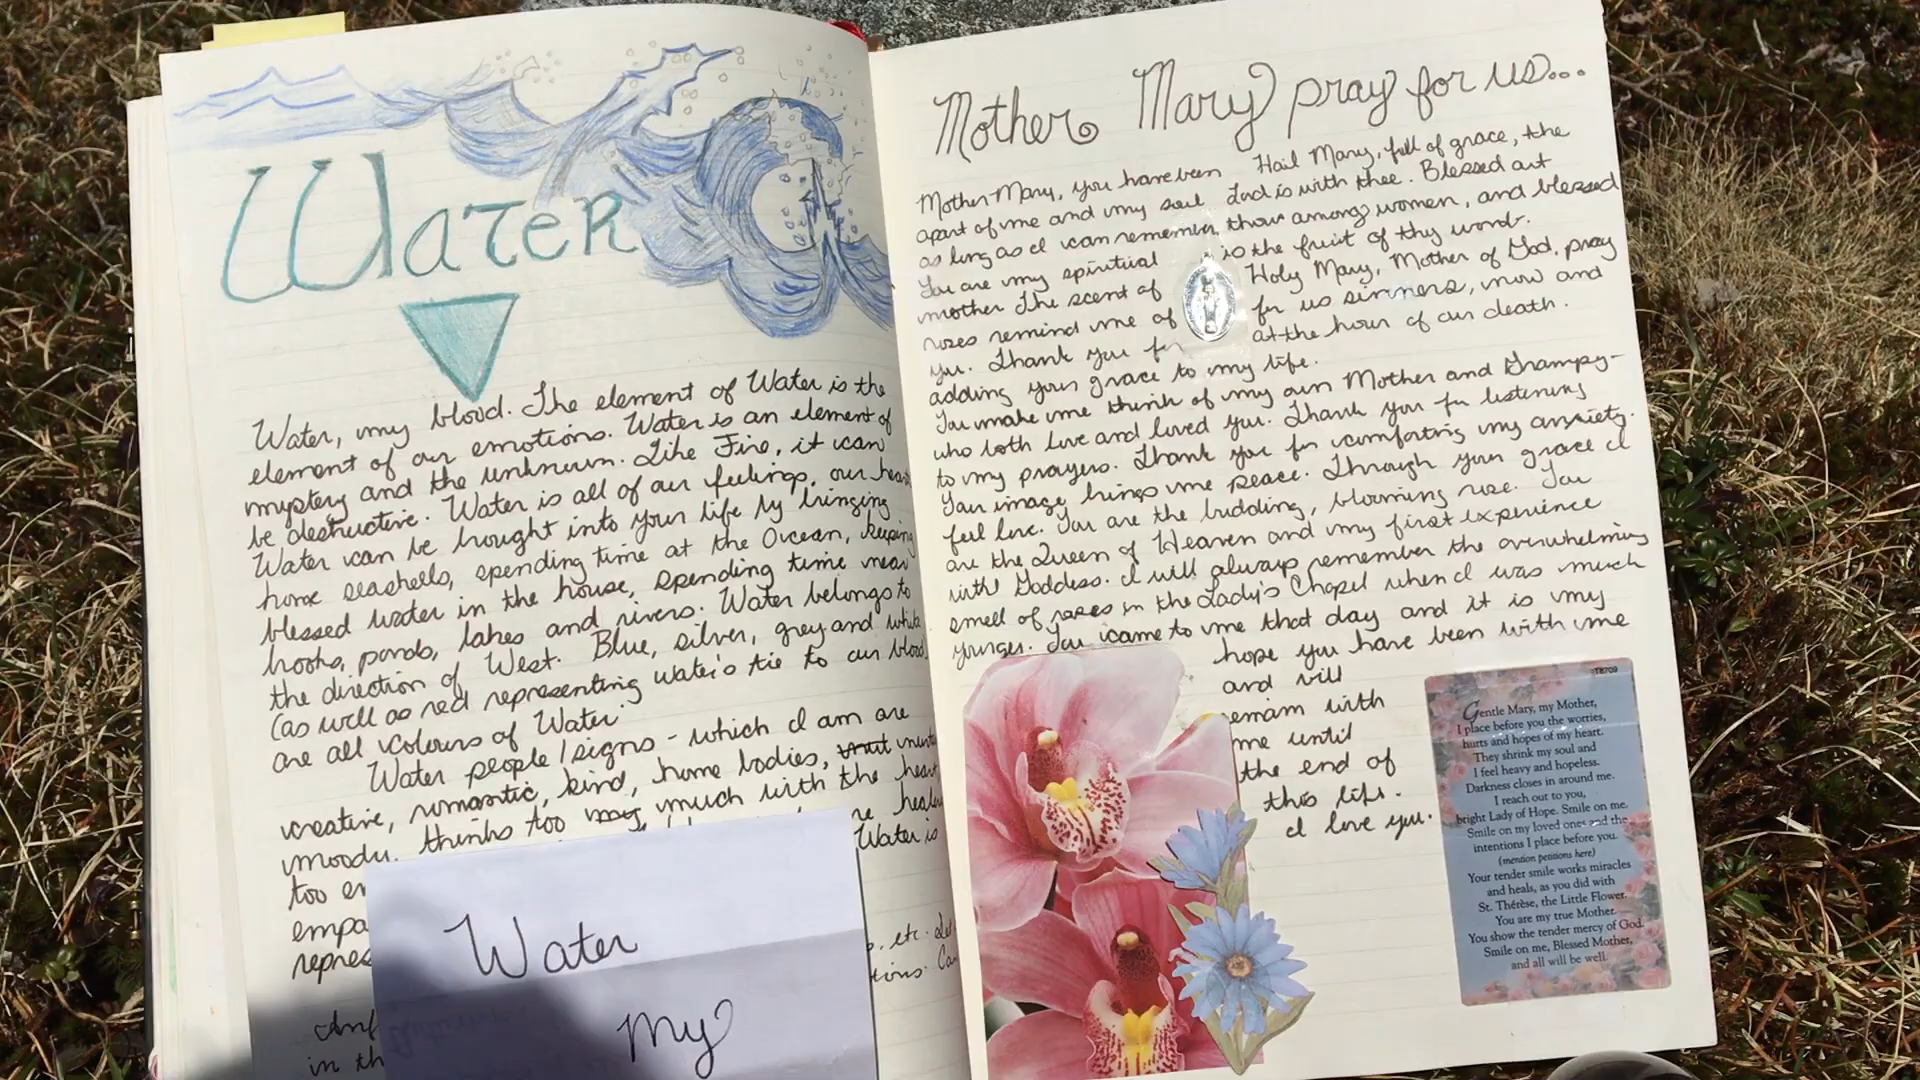 Water
Water, my blood. The element of Water is the
element of our emotions. Water is an element of
mystery and the unknown. Like Fire, it can
be destructive. Water is all of our feelings, our hear
Water can be brought into your life by bringing
home seashells, spending time at the Ocean, keeping
blessed water in the house, spending time near
brooks, ponds, lakes and rivers. Water belongs to
the direction of West. Blue, silver, grey and white
(as well as red representing water's tie to our blood
are all colours of Water.
Water people/signs - which I am are
creative, romantic, kind, home bodies,
moody. thinks too much with the heart
healin
Water is
too em
empa
repres
etc. Let
tions. Ca
in th
Water
My
Mother Mary pray for us...
Mother Mary, you have been
apart of me and my soul
as long as I can remember.
You are my spiritual
mother. The scent of
roses remind me of
you. Thank you for
adding your grace to my life.
Hail Mary, full of grace, the
Lord is with thee. Blessed art
thou among women, and blessed
is the fruit of thy womb.
Holy Mary, Mother of God, pray
for us sinners, now and
at the hour of our death.
You make me think of my own Mother and Grampy-
who both love and loved you. Thank you for listening
to my prayers. Thank you for comforting my anxiety.
Your image brings me peace. Through your grace I
feel love. You are the budding, blooming rose. You
are the Queen of Heaven and my first experience
with Goddess. I will always remember the overwhelming
smell of roses in the Lady's Chapel when I was much
younger. You came to me that day and it is my
hope you have been with me
and will
remain with
me until
the end of
this life.
I love you.
TS709
Gentle Mary, my Mother,
I place before you the worries,
hurts and hopes of my heart.
They shrink my soul and
I feel heavy and hopeless.
Darkness closes in around me.
I reach out to you,
bright Lady of Hope. Smile on me.
Smile on my loved ones and the
intentions I place before you.
(mention petitions here)
Your tender smile works miracles
and heals, as you did with
St. Thérèse, the Little Flower.
You are my true Mother.
You show the tender mercy of God.
Smile on me, Blessed Mother,
and all will be well.